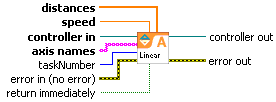 distances
speed
controller in
controller out
axis names
A
Linear
taskNumber
error out
error in (no error)
return immediately